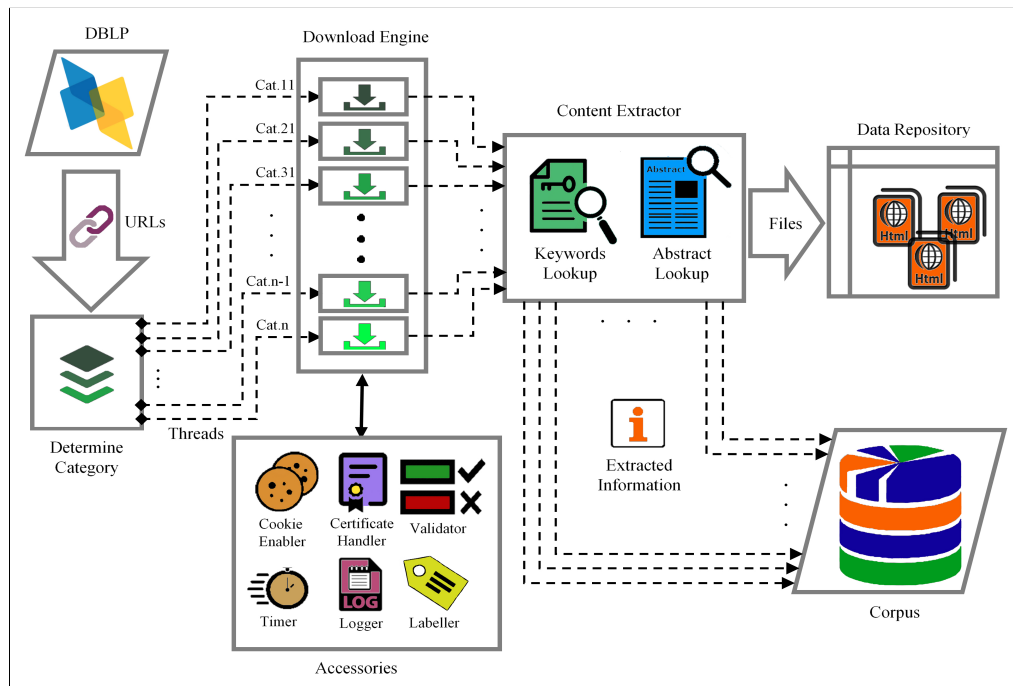 DBLP
Download Engine
Cat.11
Content Extractor
Data Repository
Cat.21
Abstract
Cat.31
URLs
Files
Html
Html
Html
Keywords
Lookup
Abstract
Lookup
Cat.n-1
Cat.n
Threads
Determine
Category
Extracted
Information
Cookie
Enabler
Certificate
Handler
Validator
LOG
Timer
Logger
Labeller
Corpus
Accessories